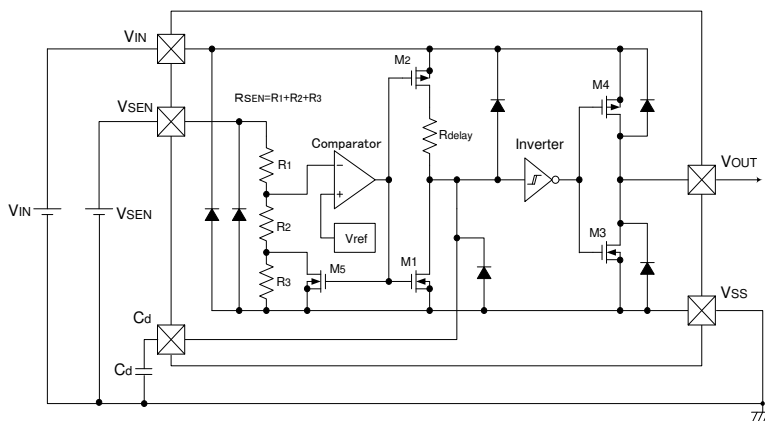 VIN
M2
M4
RSEN=R1+R2+R3
VSEN
Comparator
Rdelay
Inverter
R1
−
+
VOUT
VIN
VSEN
R2
Vref
M3
M5
M1
R3
VSS
Cd
Cd